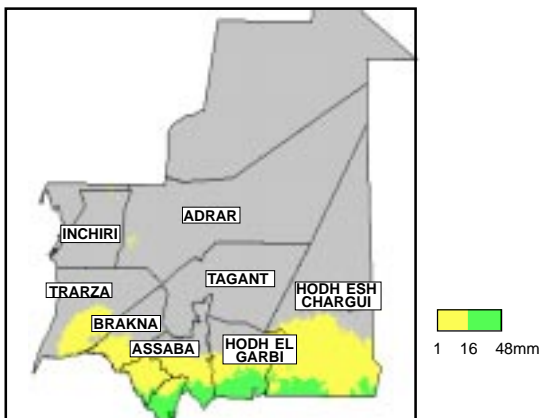 ADRAR
INCHIRI
TAGANT
HODH ESH
CHARGUI
TRARZA
BRAKNA
HODH EL
GARBI
ASSABA
1 16 48mm